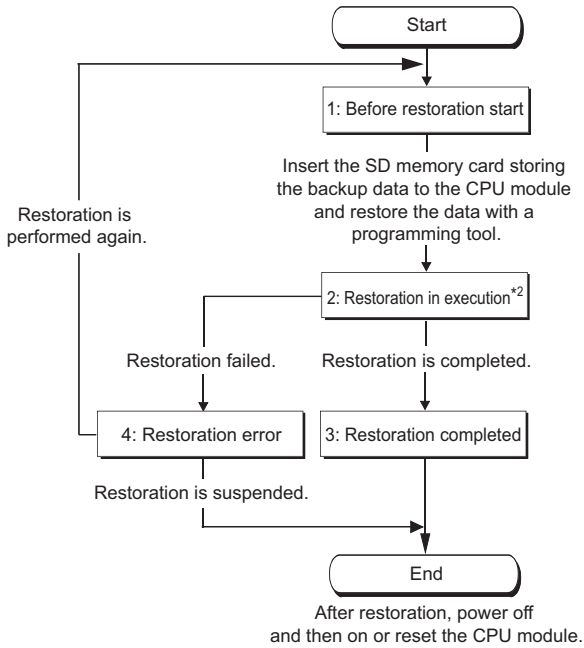 Start
1: Before restoration start
Insert the SD memory card storing
the backup data to the CPU module
and restore the data with a
programming tool.
Restoration is
performed again.
2: Restoration in execution*2
Restoration failed.
Restoration is completed.
4: Restoration error
3: Restoration completed
Restoration is suspended.
End
After restoration, power off
and then on or reset the CPU module.